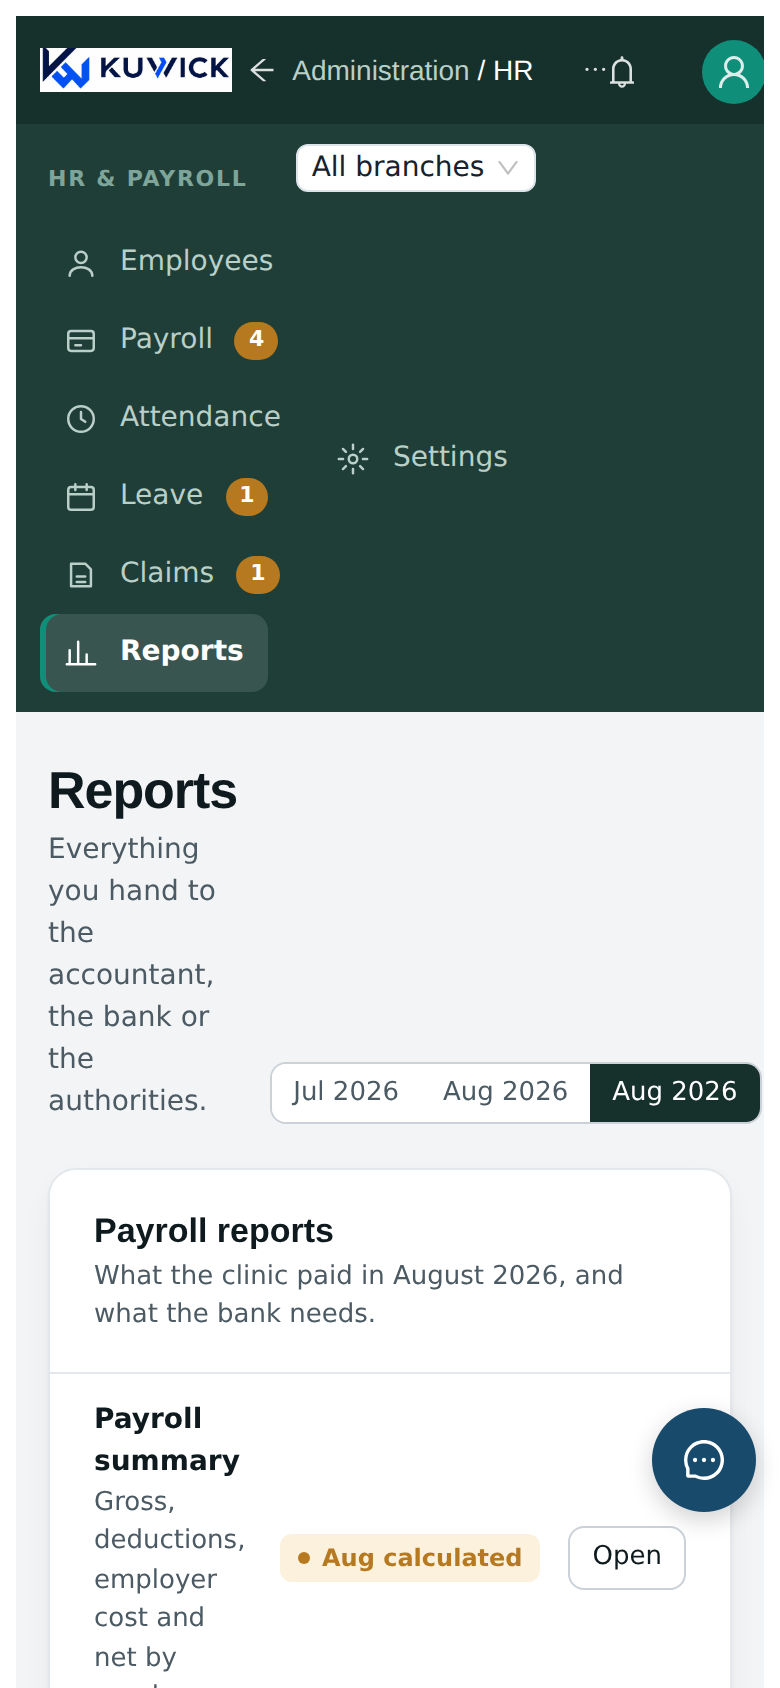 KUWICK
Administration / HR
HR & PAYROLL
All branches
Employees
Payroll 4
Attendance
Settings
Leave 1
Claims 1
Reports
Reports
Everything
you hand to
the
accountant,
the bank or
the
authorities.
Jul 2026 Aug 2026 Aug 2026
Payroll reports
What the clinic paid in August 2026, and
what the bank needs.
Payroll
summary
Gross,
deductions,
employer
cost and
net by
Aug calculated
Open